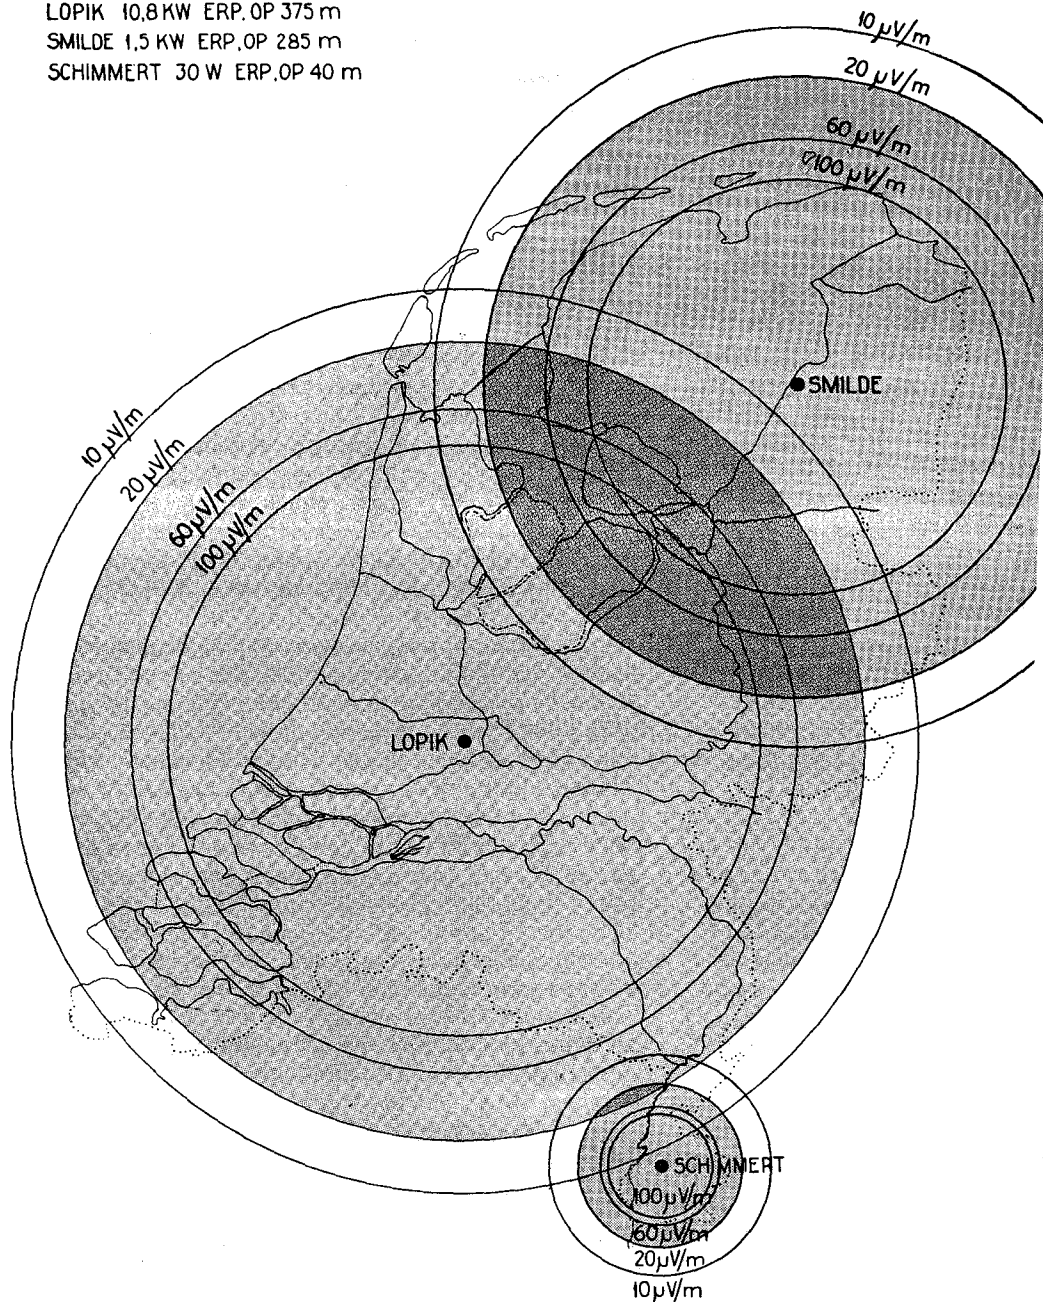 LOPIK 10,8 KW ERP, OP 375 m
SMILDE 1,5 KW ERP, OP 285 m
SCHIMMERT 30 W ERP, OP 40 m
10 µV/m
20 µV/m
60 µV/m
100 µV/m
SMILDE
10 µV/m
20 µV/m
60 µV/m
100 µV/m
LOPIK
SCHIMMERT
100 µV/m
60 µV/m
20 µV/m
10 µV/m